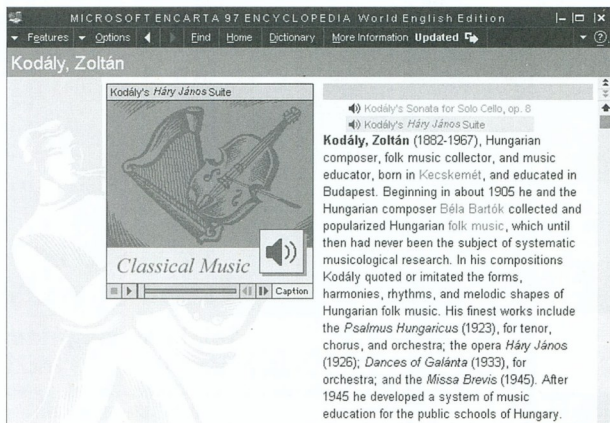 MICROSOFT ENCARTA 97 ENCYCLOPEDIA World English Edition
Features Options Find Home Dictionary More Information Updated
Kodály, Zoltán
Kodály's Háry János Suite
Classical Music
Caption
Kodály's Sonata for Solo Cello, op. 8
Kodály's Háry János Suite
Kodály, Zoltán (1882-1967), Hungarian
composer, folk music collector, and music
educator, born in Kecskemét, and educated in
Budapest. Beginning in about 1905 he and the
Hungarian composer Béla Bartók collected and
popularized Hungarian folk music, which until
then had never been the subject of systematic
musicological research. In his compositions
Kodály quoted or imitated the forms,
harmonies, rhythms, and melodic shapes of
Hungarian folk music. His finest works include
the Psalmus Hungaricus (1923), for tenor,
chorus, and orchestra; the opera Háry János
(1926); Dances of Galánta (1933), for
orchestra; and the Missa Brevis (1945). After
1945 he developed a system of music
education for the public schools of Hungary.